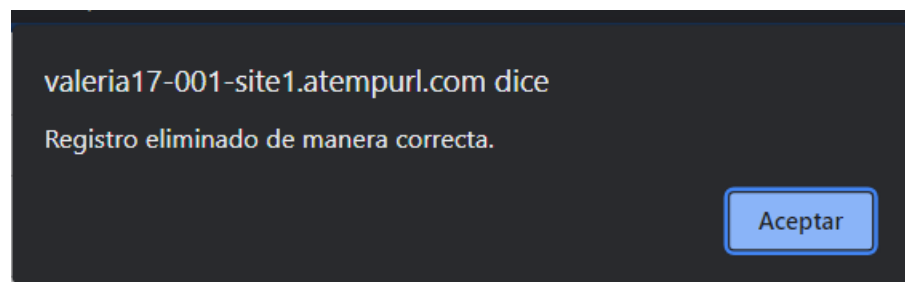 valeria17-001-site1.atempurl.com dice
Registro eliminado de manera correcta.
Aceptar